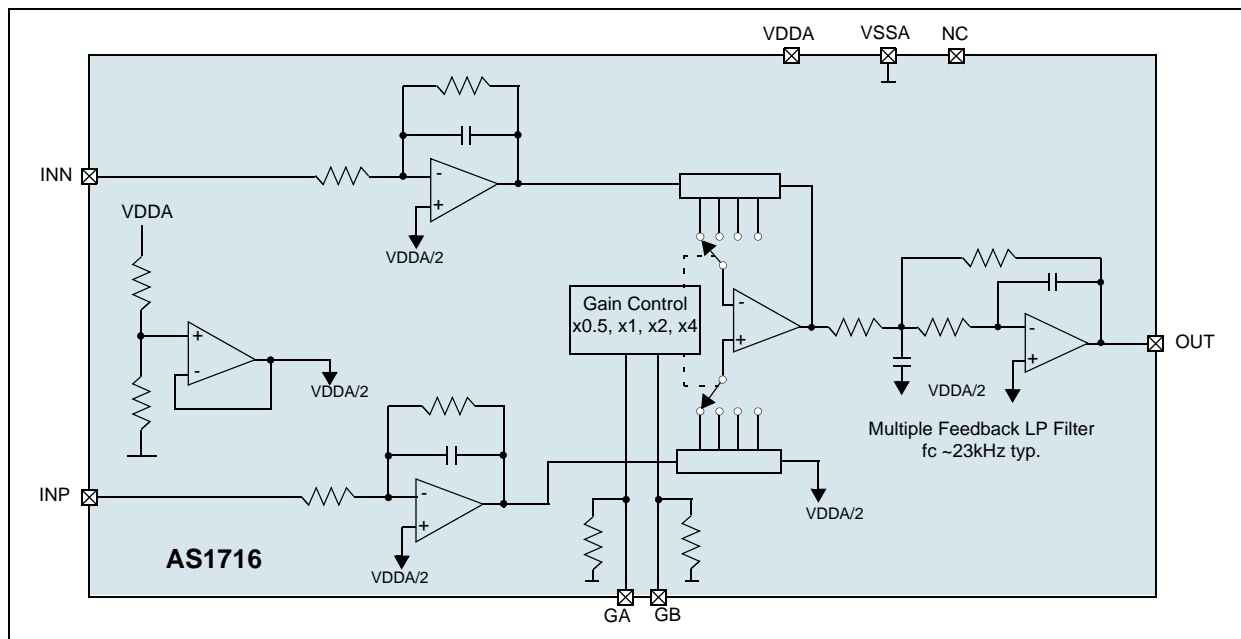 VDDA VSSA NC
INN
VDDA
VDDA/2
Gain Control
x0.5, x1, x2, x4
OUT
VDDA/2
VDDA/2
Multiple Feedback LP Filter
fc ~23kHz typ.
INP
VDDA/2
VDDA/2
AS1716
GA GB
- + + - - + - + - +